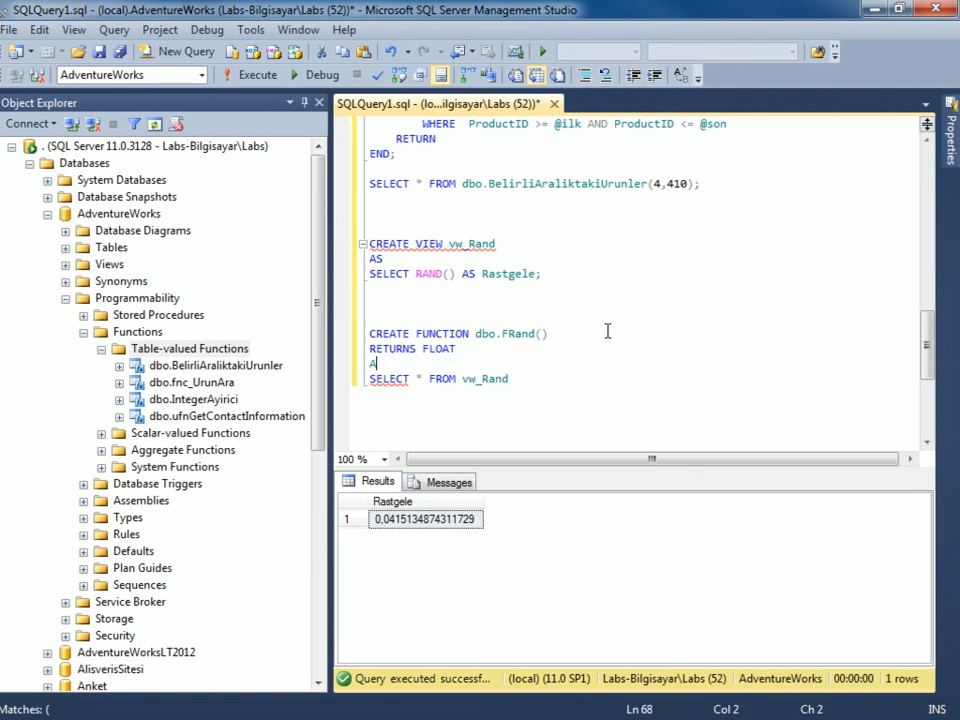 SQLQuery1.sql - (local).AdventureWorks (Labs-Bilgisayar\Labs (52))* - Microsoft SQL Server Management Studio
File Edit View Query Project Debug Tools Window Help
New Query
AdventureWorks Execute Debug
Object Explorer
Connect
. (SQL Server 11.0.3128 - Labs-Bilgisayar\Labs)
Databases
System Databases
Database Snapshots
AdventureWorks
Database Diagrams
Tables
Views
Synonyms
Programmability
Stored Procedures
Functions
Table-valued Functions
dbo.BelirliAraliktakiUrunler
dbo.fnc_UrunAra
dbo.IntegerAyirici
dbo.ufnGetContactInformation
Scalar-valued Functions
Aggregate Functions
System Functions
Database Triggers
Assemblies
Types
Rules
Defaults
Plan Guides
Sequences
Service Broker
Storage
Security
AdventureWorksLT2012
AlisverisSitesi
Anket
SQLQuery1.sql - (lo...ilgisayar\Labs (52))*
WHERE ProductID >= @ilk AND ProductID <= @son
RETURN
END;
SELECT * FROM dbo.BelirliAraliktakiUrunler(4,410);
CREATE VIEW vw_Rand
AS
SELECT RAND() AS Rastgele;
CREATE FUNCTION dbo.FRand()
RETURNS FLOAT
A
SELECT * FROM vw_Rand
100 %
Results Messages
Rastgele
1 0,0415134874311729
Query executed successf... (local) (11.0 SP1) Labs-Bilgisayar\Labs (52) AdventureWorks 00:00:00 1 rows
Properties
Matches: ( Ln 68 Col 2 Ch 2 INS